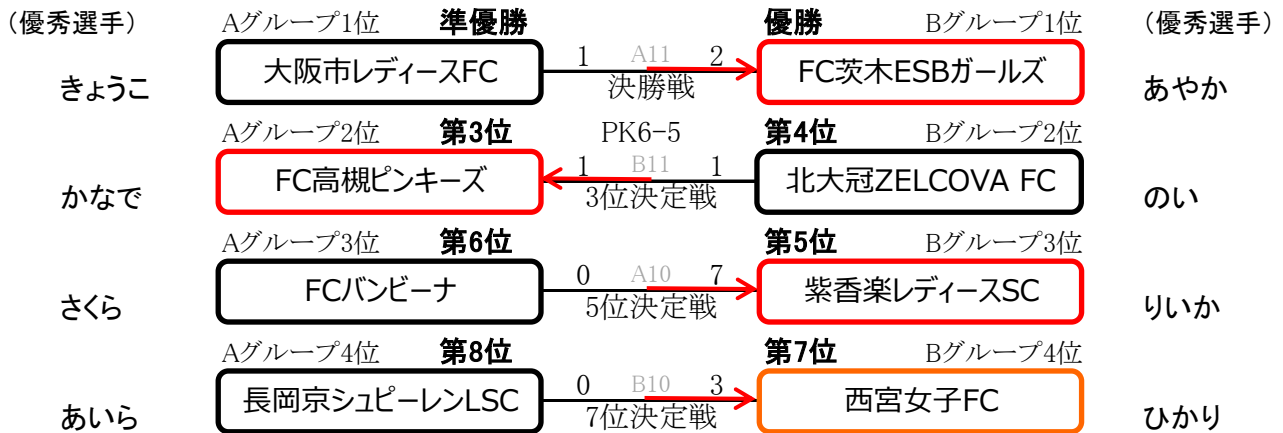 （優秀選手） Aグループ1位 準優勝 優勝 Bグループ1位 （優秀選手）
きょうこ 大阪市レディースFC 1 A11 2 FC茨木ESBガールズ あやか
決勝戦
Aグループ2位 第3位 PK6-5 第4位 Bグループ2位
かなで FC高槻ピンキーズ 1 B11 1 北大冠ZELCOVA FC のい
3位決定戦
Aグループ3位 第6位 第5位 Bグループ3位
さくら FCバンビーナ 0 A10 7 紫香楽レディースSC りいか
5位決定戦
Aグループ4位 第8位 第7位 Bグループ4位
あいら 長岡京シュピーレンLSC 0 B10 3 西宮女子FC ひかり
7位決定戦